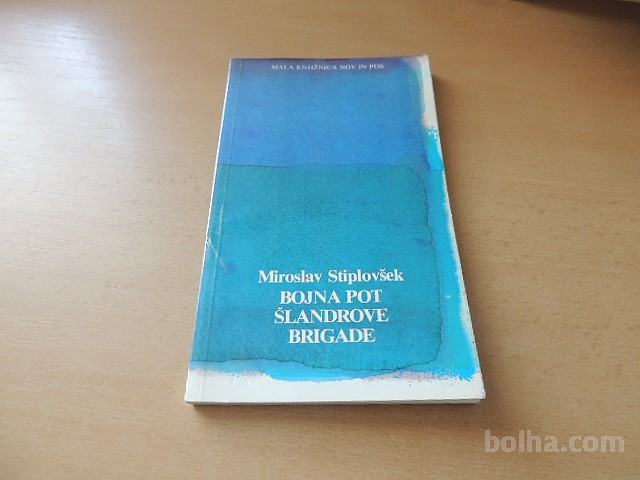 MALA KNJIŽNICA NOV IN POS
Miroslav Stiplovšek
BOJNA POT
ŠLANDROVE
BRIGADE
bolha.com